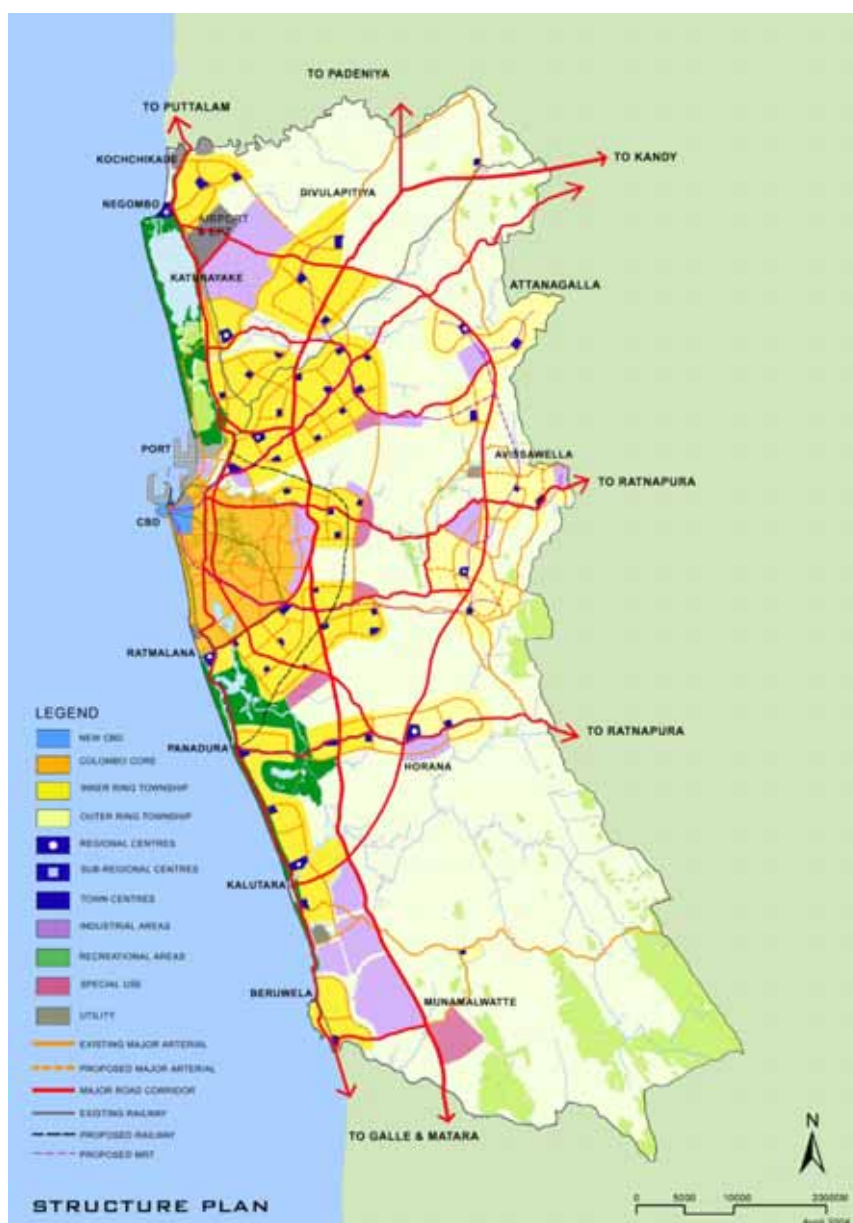 TO PADENIYA
TO PUTTALAM
KOCHCHIKADE
TO KANDY
DIVULAPITIYA
NEGOMBO
AIRPORT
& EPZ
KATUNAYAKE
ATTANAGALLA
PORT
AVISSAWELLA
TO RATNAPURA
CBD
RATMALANA
LEGEND
NEW CBD
COLOMBO CORE
INNER RING TOWNSHIP
OUTER RING TOWNSHIP
REGIONAL CENTRES
SUB-REGIONAL CENTRES
TOWN CENTRES
INDUSTRIAL AREAS
RECREATIONAL AREAS
SPECIAL USE
UTILITY
EXISTING MAJOR ARTERIAL
PROPOSED MAJOR ARTERIAL
MAJOR ROAD CORRIDOR
EXISTING RAILWAY
PROPOSED RAILWAY
PROPOSED MRT
PANADURA
TO RATNAPURA
HORANA
KALUTARA
BERUWELA
MUNAMALWATTE
TO GALLE & MATARA
N
STRUCTURE PLAN
0 5000 10000